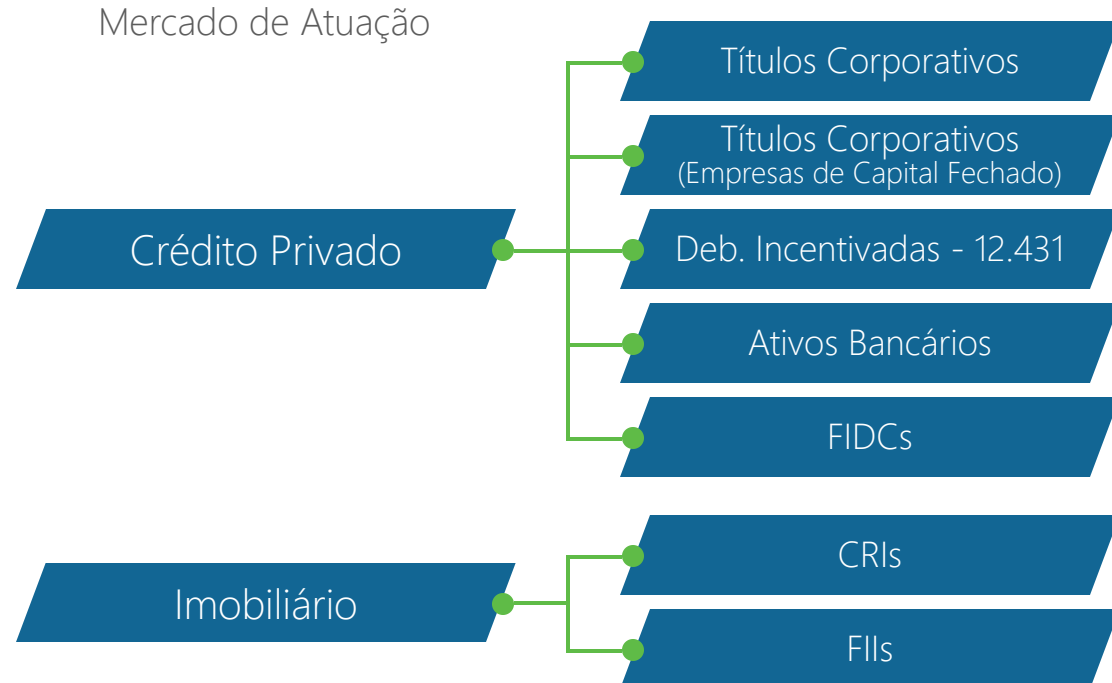 Mercado de Atuação
Crédito Privado
Títulos Corporativos
Títulos Corporativos
(Empresas de Capital Fechado)
Deb. Incentivadas - 12.431
Ativos Bancários
FIDCs
Imobiliário
CRIs
FIIs